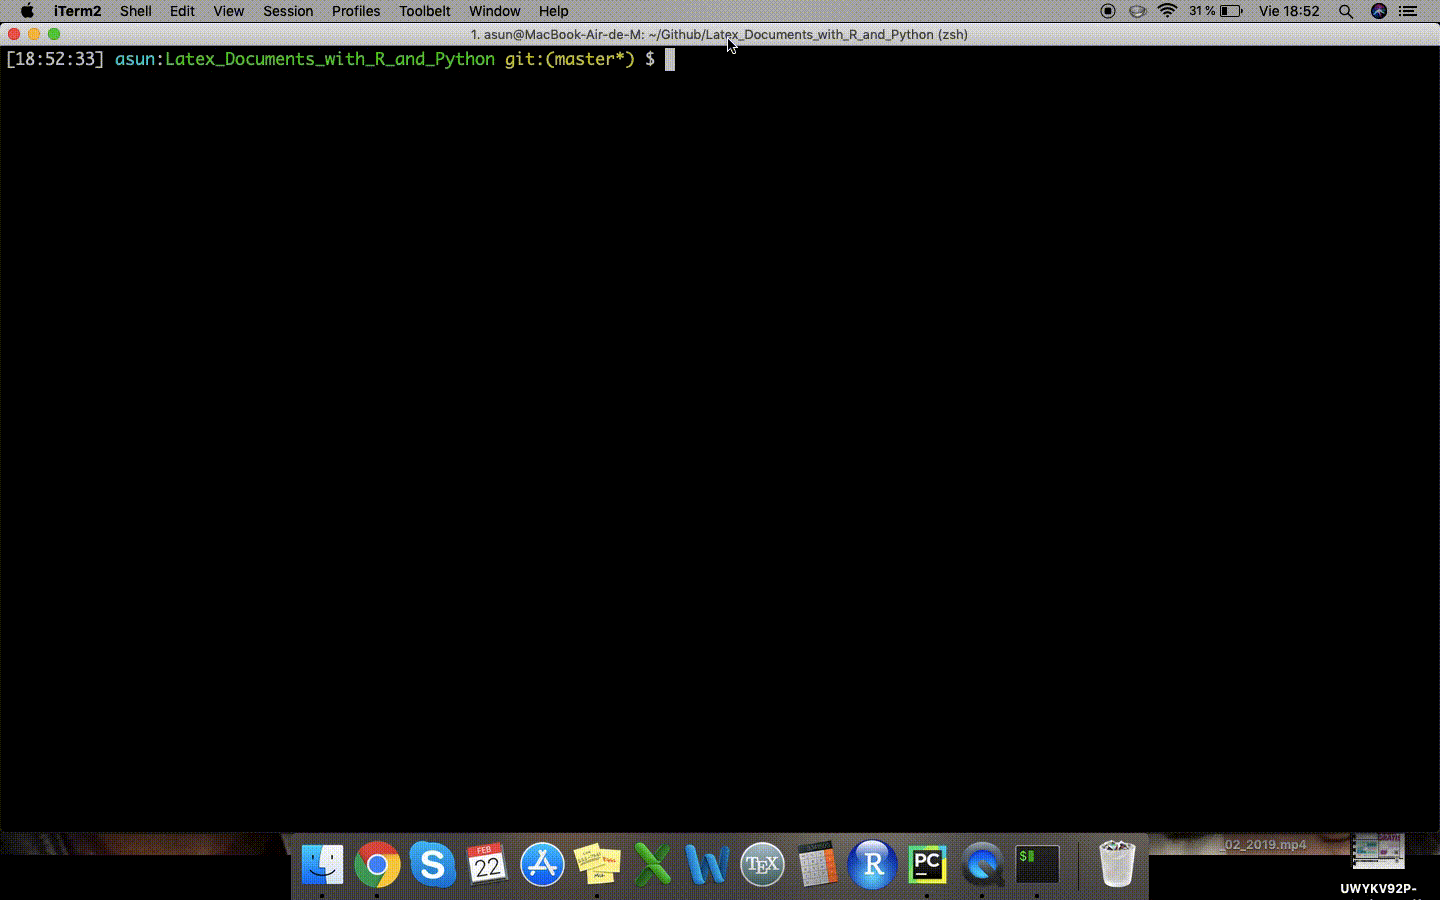 iTerm2 Shell Edit View Session Profiles Toolbelt Window Help 31 % Vie 18:52
1. asun@MacBook-Air-de-M: ~/Github/Latex_Documents_with_R_and_Python (zsh)
[18:52:33] asun:Latex_Documents_with_R_and_Python git:(master*) $
_02_2019.mp4
FEB
22
S
TEX
R
PC
$
UWYKV92P-